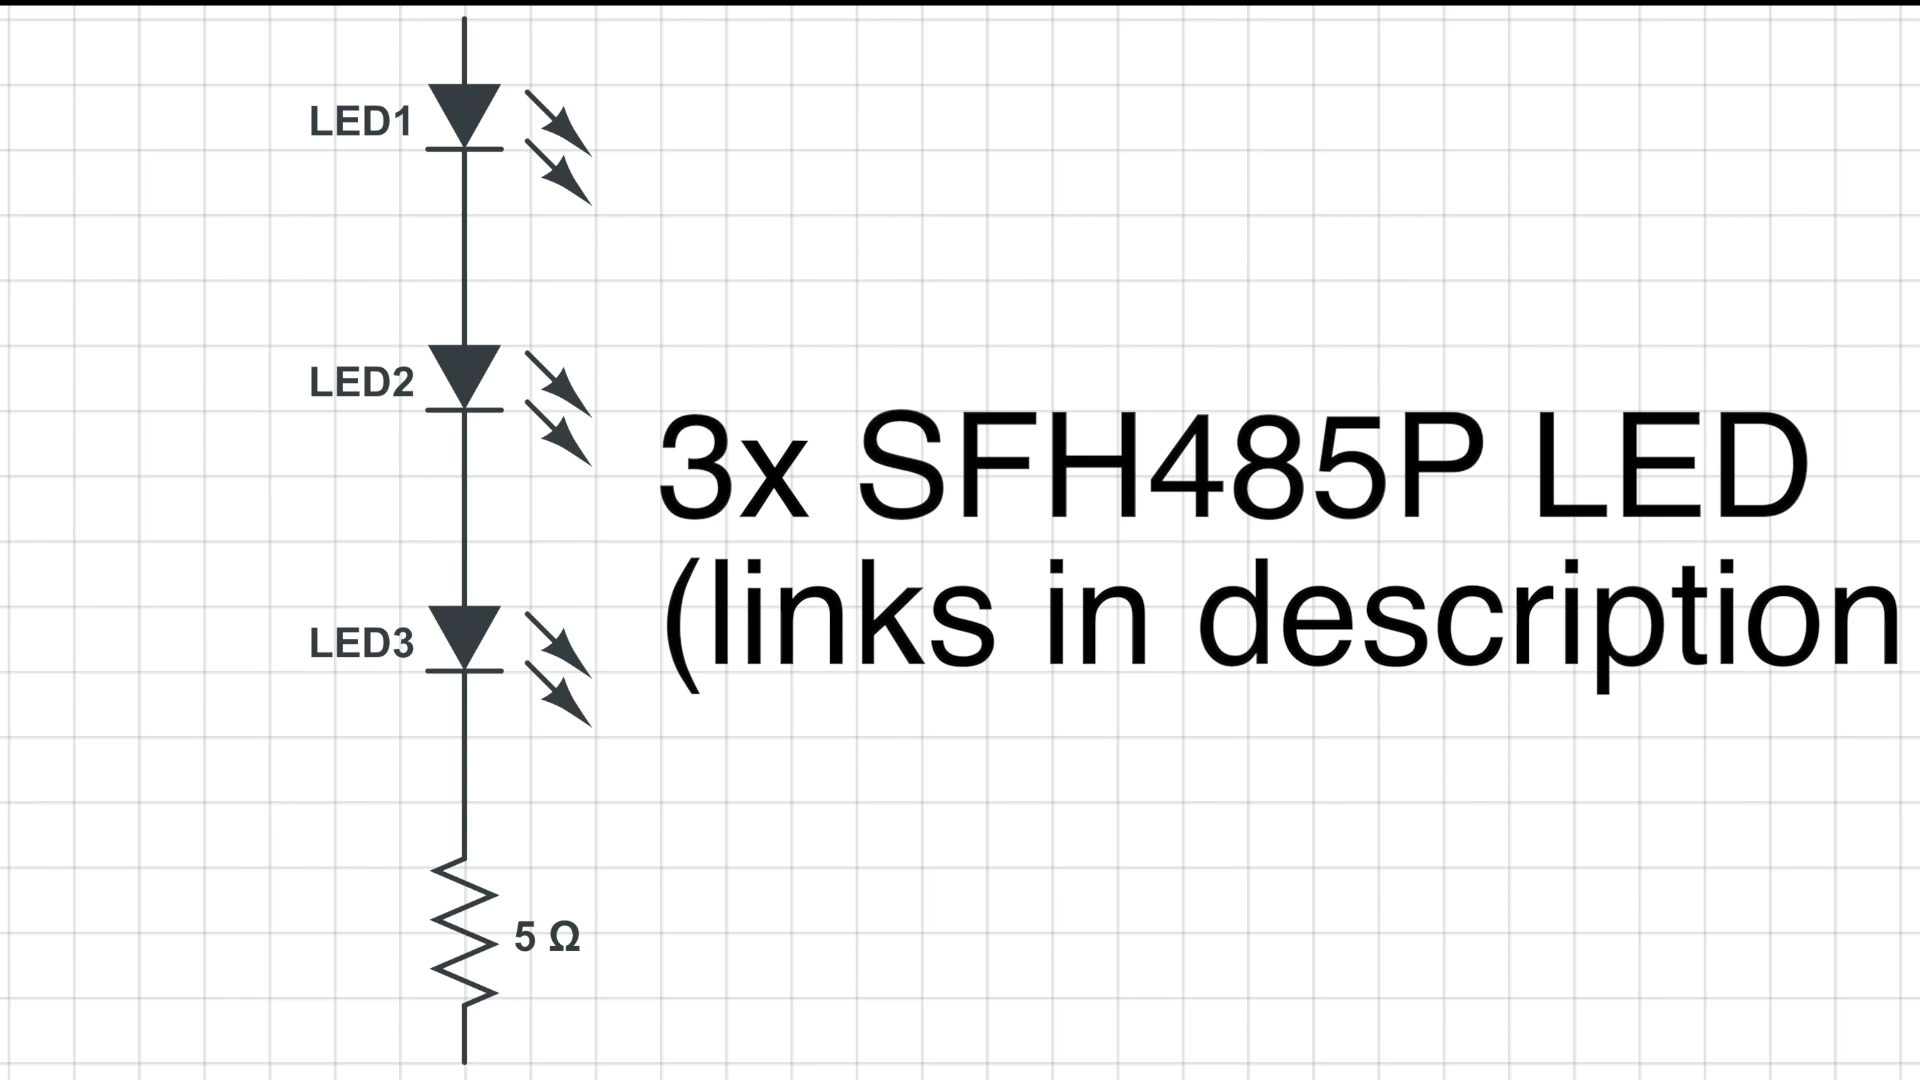 LED1
LED2
3x SFH485P LED
(links in description
LED3
5 Ω